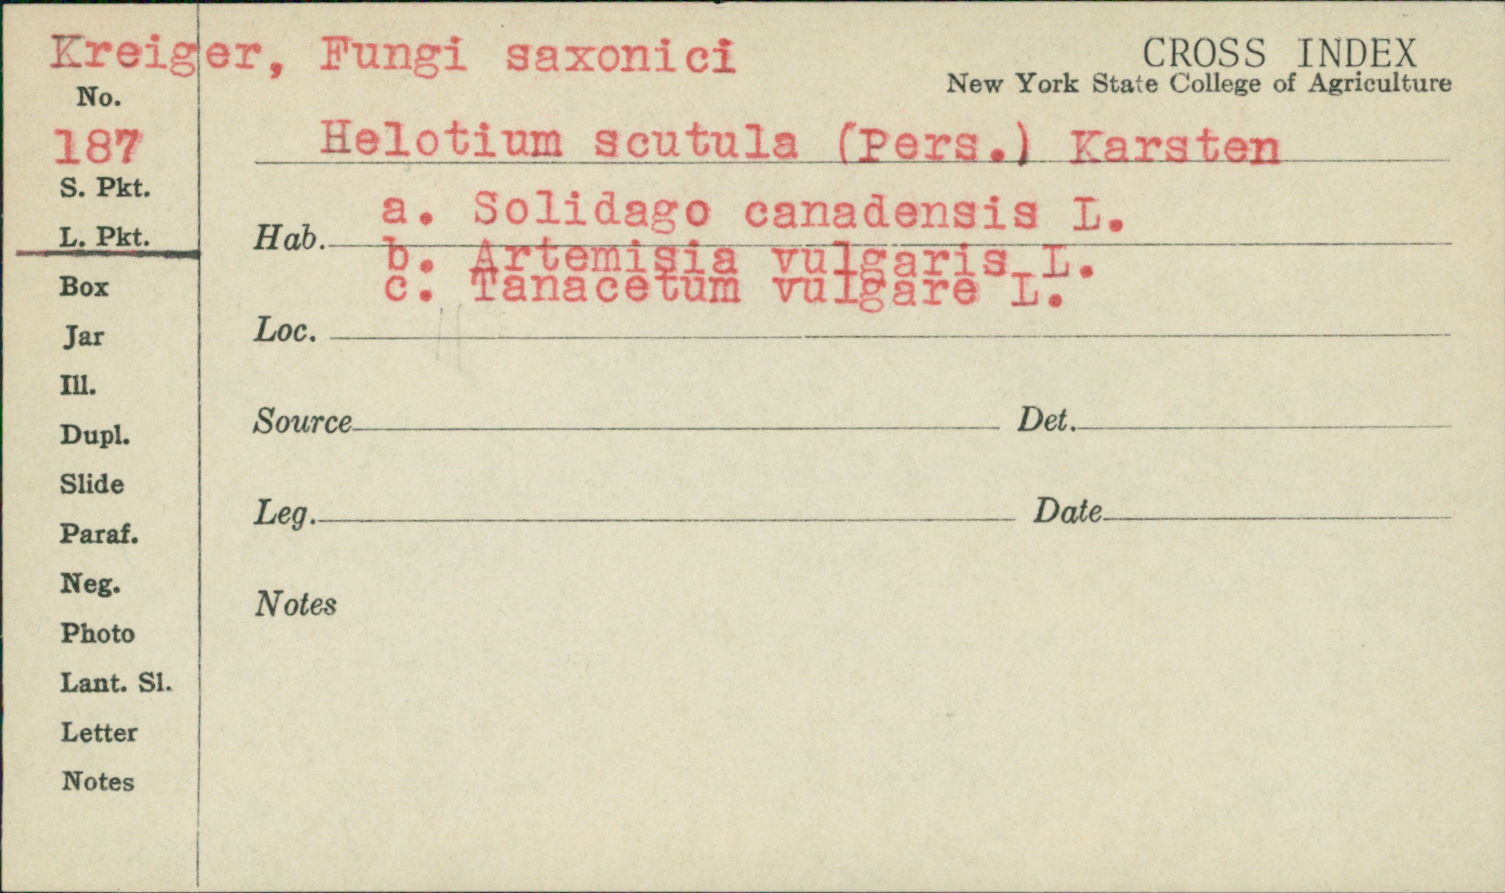 Kreiger, Fungi saxonici
CROSS INDEX
New York State College of Agriculture
No.
187
Helotium scutula (Pers.) Karsten
S. Pkt.
L. Pkt.
Hab. a. Solidago canadensis L.
b. Artemisia vulgaris L.
c. Tanacetum vulgare L.
Box
Loc.
Jar
Ill.
Source Det.
Dupl.
Slide
Leg. Date
Paraf.
Neg.
Notes
Photo
Lant. Sl.
Letter
Notes